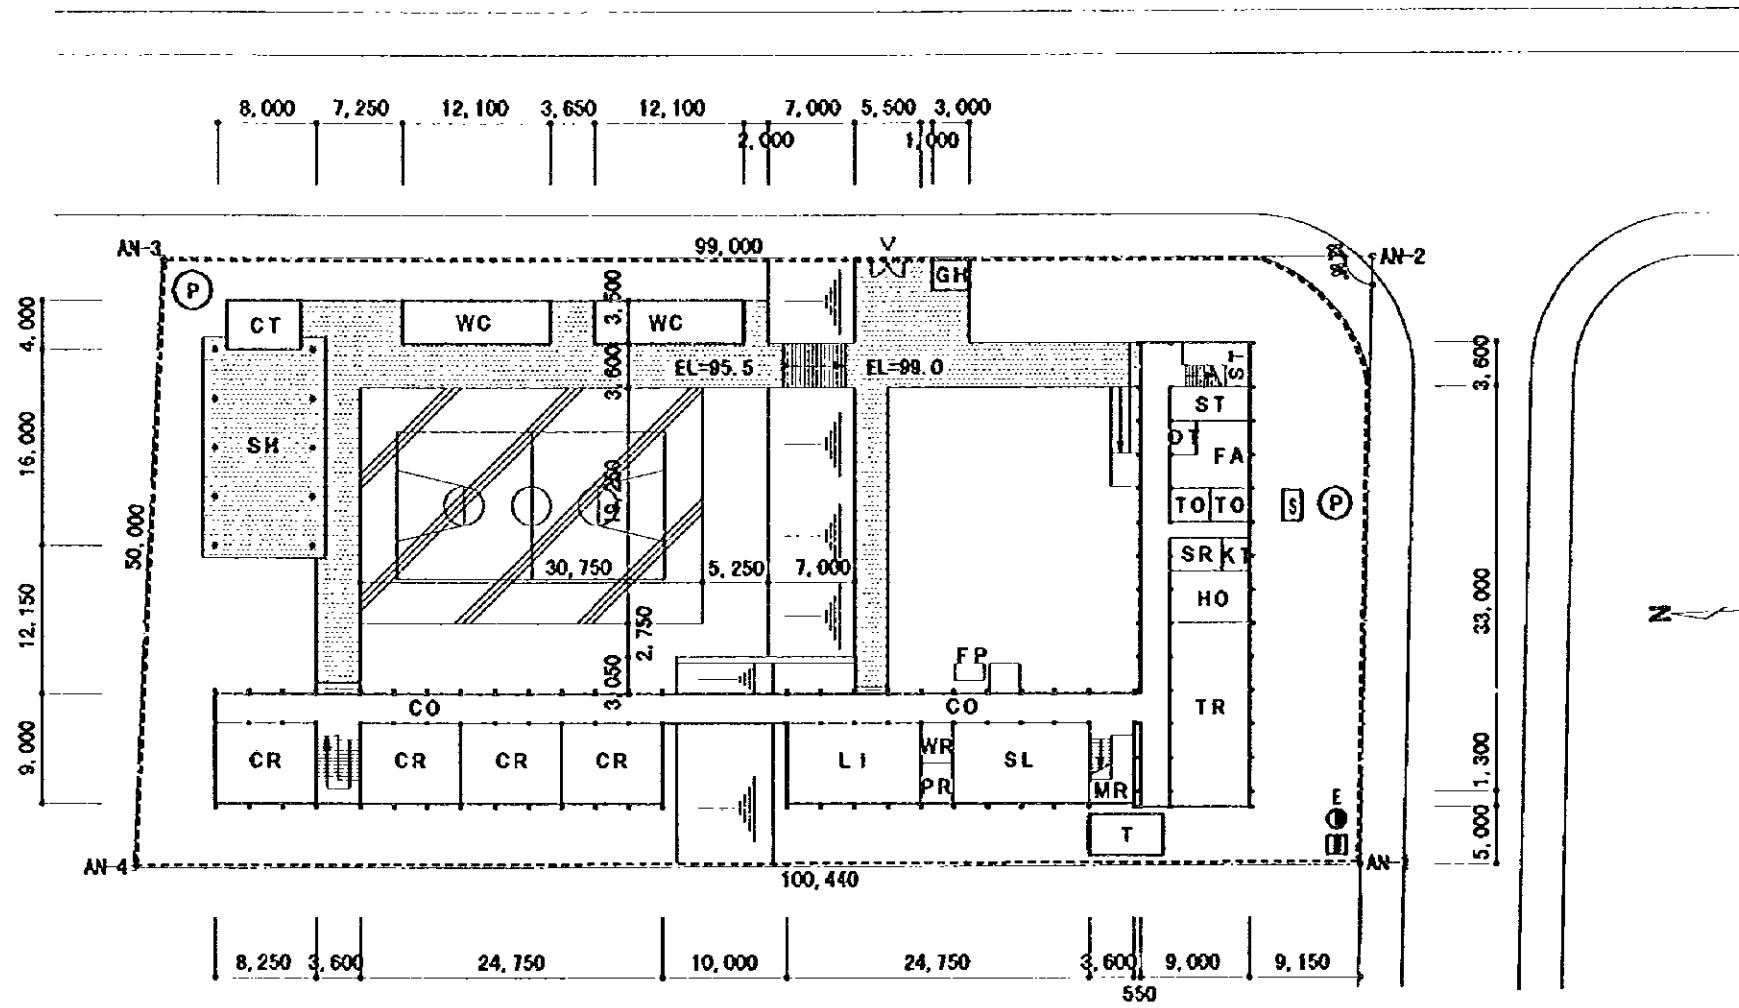 8,000 7,250 12,100 3,650 12,100 7,000 5,500 3,000
2,000 1,000
AN-3 99,000 AN-2
P
GH
4,000 CT WC WC 3,500
3,600
EL=95.5 EL=99.0 ST
3,600
ST
DT
16,000 SH FA
19,250
TO TO S P
50,000
SR KT
30,750 5,250 7,000
HO
12,150 2,750 33,000
FP N
3,050
CO CO TR
9,000 CR CR CR CR Li WR SL
PR MR 1,300
E
T 5,000
AN-4 AN-1
100,440
8,250 3,600 24,750 10,000 24,750 3,600 9,000 9,150
550